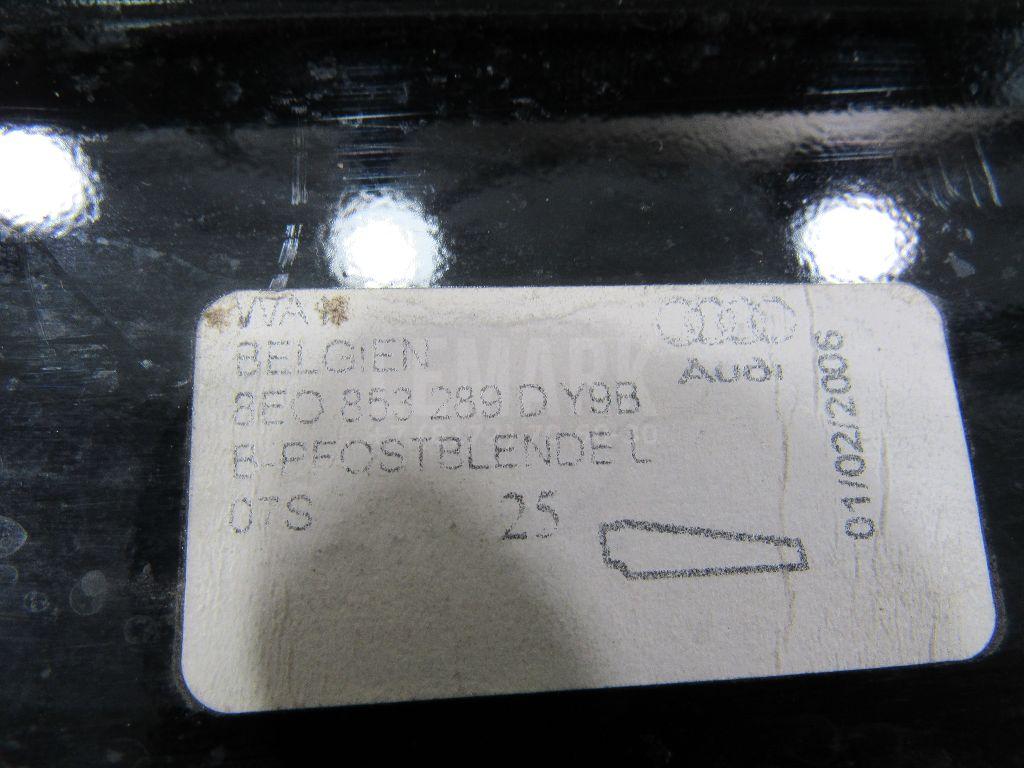 VTA
BELGIEN
8E0 853 289 D Y9B
B-PFOSTBLENDE L
07S 25
Audi
01/02/2006